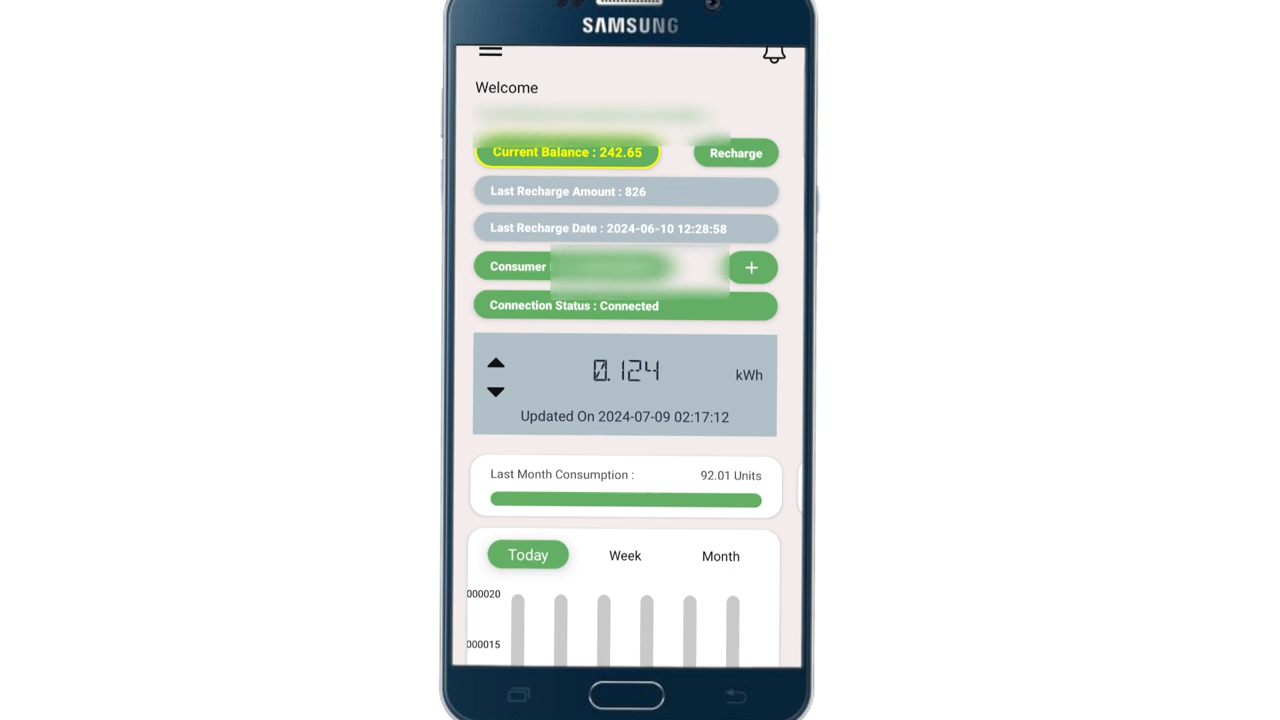 SAMSUNG
Welcome
Current Balance : 242.65
Recharge
Last Recharge Amount : 826
Last Recharge Date : 2024-06-10 12:28:58
Consumer
+
Connection Status : Connected
0.124 kWh
Updated On 2024-07-09 02:17:12
Last Month Consumption : 92.01 Units
Today Week Month
000020
000015